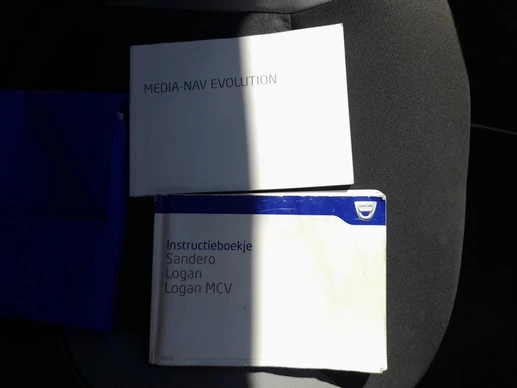 MEDIA-NAV EVOLUTION
Instructieboekje
Sandero
Logan
Logan MCV